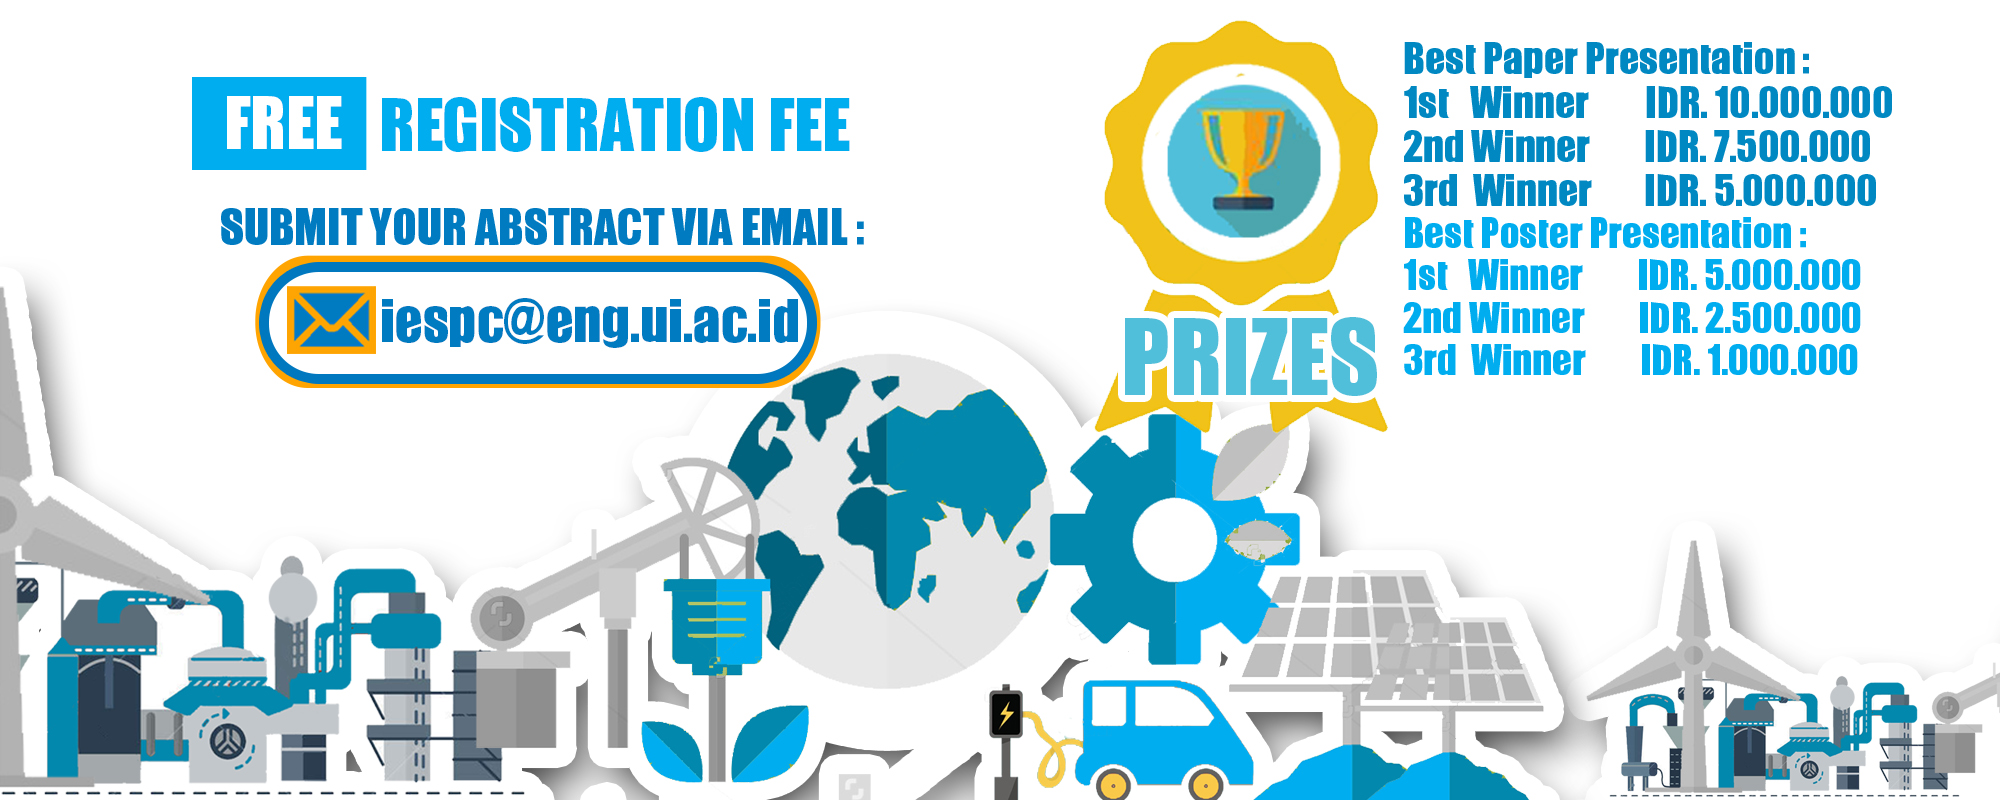 FREE REGISTRATION FEE
SUBMIT YOUR ABSTRACT VIA EMAIL :
iespc@eng.ui.ac.id
PRIZES
Best Paper Presentation :
1st Winner IDR. 10.000.000
2nd Winner IDR. 7.500.000
3rd Winner IDR. 5.000.000
Best Poster Presentation :
1st Winner IDR. 5.000.000
2nd Winner IDR. 2.500.000
3rd Winner IDR. 1.000.000